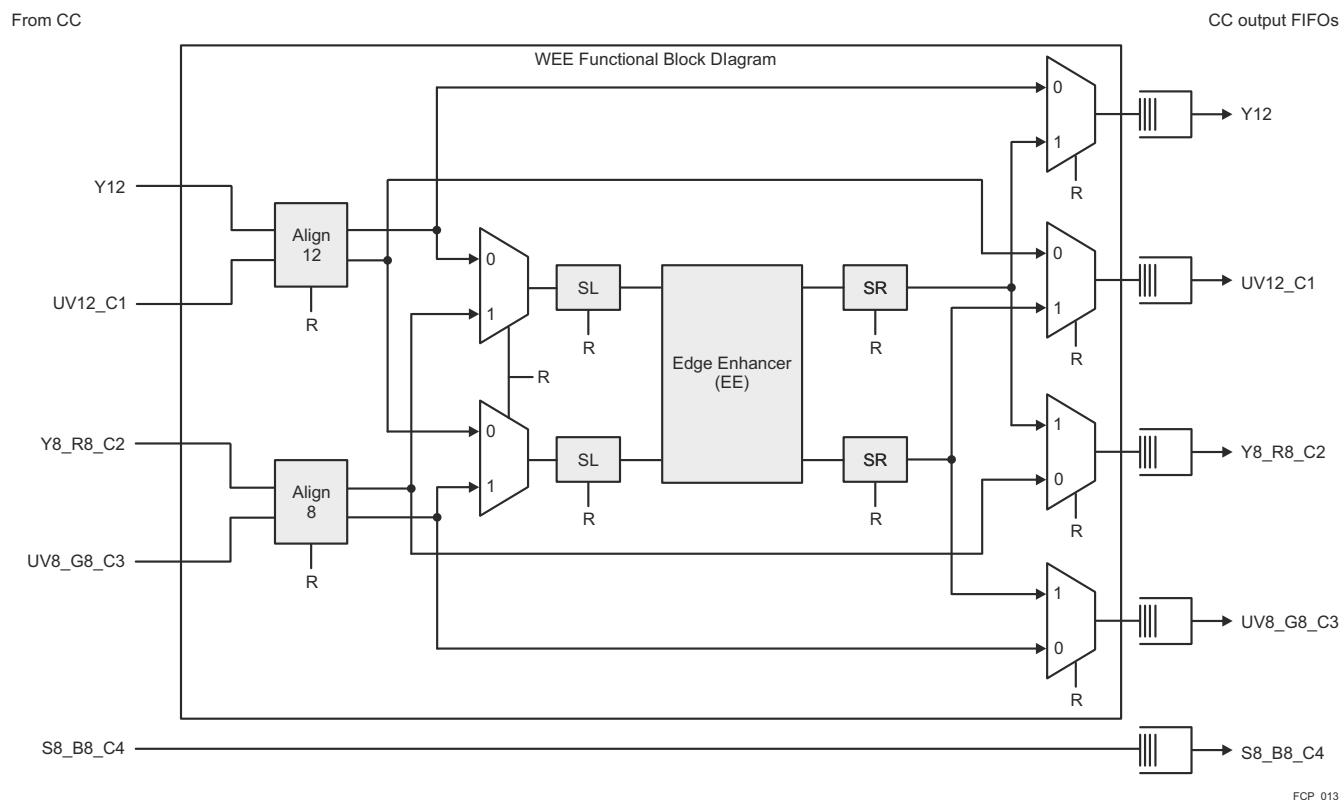 From CC
CC output FIFOs
WEE Functional Block DIagram
0
Y12
1
R
Y12
Align
12
R
UV12_C1
0
1
R
SL
R
Edge Enhancer
(EE)
SR
R
0
1
R
UV12_C1
Y8_R8_C2
Align
8
R
UV8_G8_C3
0
1
SL
R
SR
R
1
0
R
Y8_R8_C2
1
0
R
UV8_G8_C3
S8_B8_C4
S8_B8_C4
FCP_013